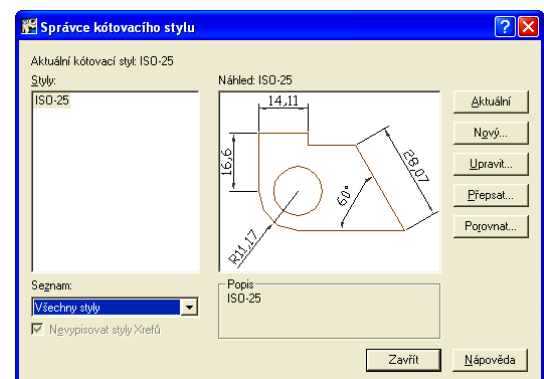 Správce kótovacího stylu
Aktuální kótovací styl: ISO-25
Styly:
ISO-25
Náhled: ISO-25
14,11
16,6
28,07
60°
R11,17
Aktuální
Nový...
Upravit...
Přepsat...
Porovnat...
Seznam:
Všechny styly
Nevypisovat styly Xrefů
Popis
ISO-25
Zavřít
Nápověda